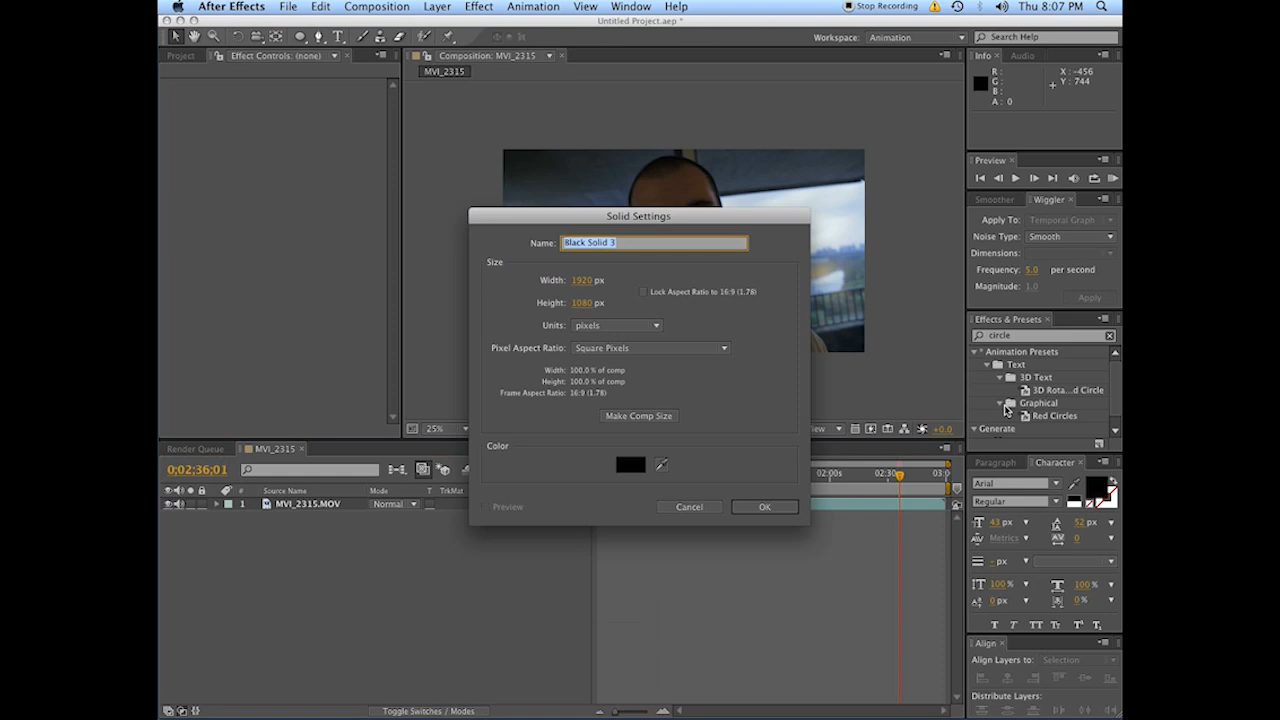 After Effects File Edit Composition Layer Effect Animation View Window Help Stop Recording Thu 8:07 PM
Untitled Project.aep *
Workspace: Animation Search Help
Project Effect Controls: (none) Composition: MVI_2315 Info Audio
MVI_2315
R: X: -456
G: Y: 744
B:
A: 0
Preview
Smoother Wiggler
Apply To: Temporal Graph
Noise Type: Smooth
Dimensions:
Frequency: 5.0 per second
Magnitude: 1.0
Apply
Solid Settings
Name: Black Solid 3
Size
Width: 1920 px
Lock Aspect Ratio to 16:9 (1.78)
Height: 1080 px
Units: pixels
Pixel Aspect Ratio: Square Pixels
Width: 100.0 % of comp
Height: 100.0 % of comp
Frame Aspect Ratio: 16:9 (1.78)
Make Comp Size
Color
Preview Cancel OK
Effects & Presets
circle
* Animation Presets
Text
3D Text
3D Rota...d Circle
Graphical
Red Circles
Generate
25% +0.0
Render Queue MVI_2315
0;02;36;01 02:00s 02:30 03:0
# Source Name Mode T TrkMat
1 MVI_2315.MOV Normal
Paragraph Character
Arial
Regular
43 px 52 px
Metrics 0
- px
100 % 100 %
0 px 0 %
T T TT Tt T¹ T₁
Align
Align Layers to: Selection
Distribute Layers:
Toggle Switches / Modes